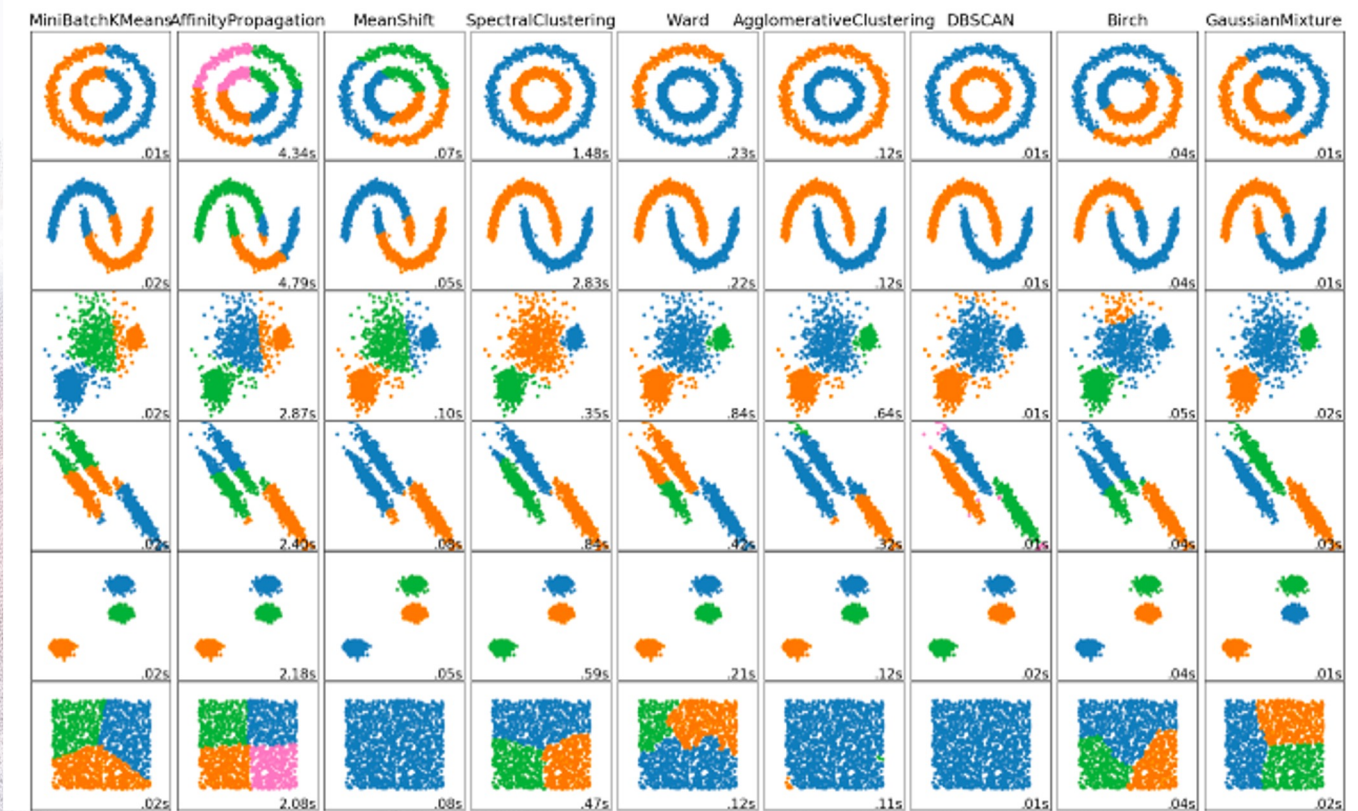 MiniBatchKMeans AffinityPropagation MeanShift SpectralClustering Ward AgglomerativeClustering DBSCAN Birch GaussianMixture
.01s 4.34s .07s 1.48s .23s .12s .01s .04s .01s
.02s 4.79s .05s 2.83s .22s .12s .01s .04s .01s
.02s 2.87s .10s .35s .84s .64s .01s .05s .02s
.02s 2.40s .08s .84s .42s .32s .01s .04s .03s
.02s 2.18s .05s .59s .21s .12s .02s .04s .01s
.02s 2.08s .08s .47s .12s .11s .01s .04s .02s